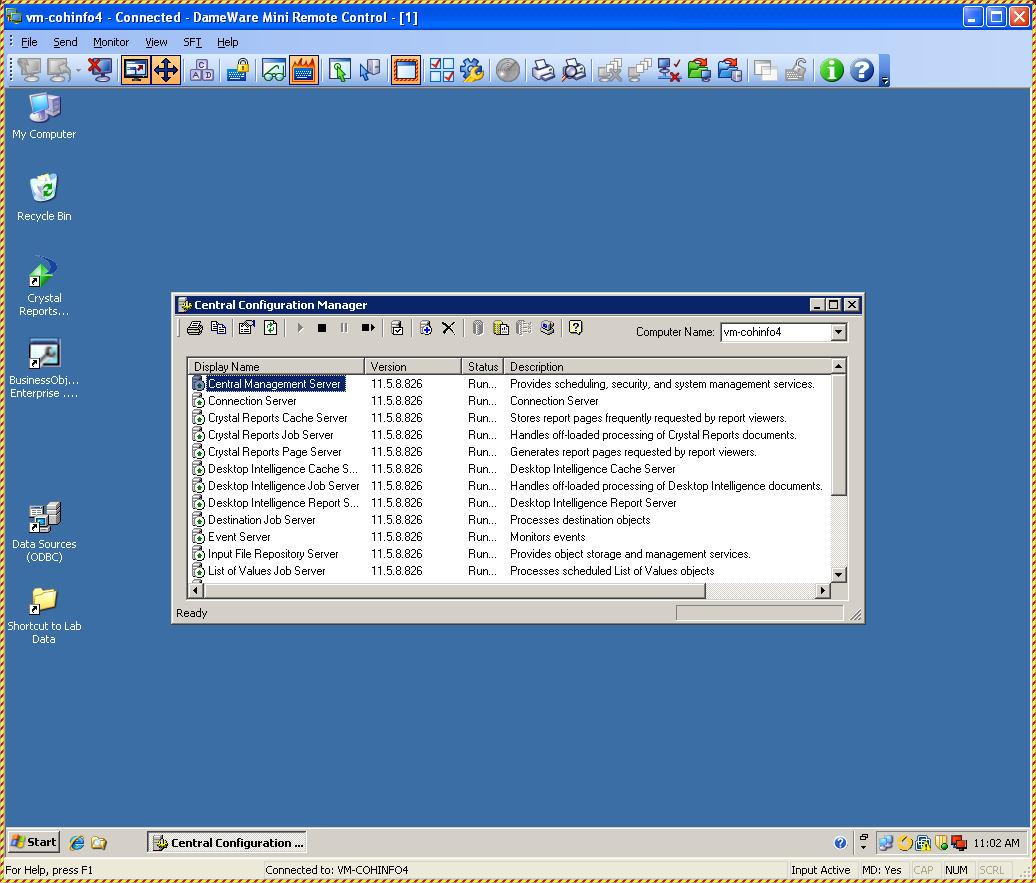 vm-cohinfo4 - Connected - DameWare Mini Remote Control - [1]
File Send Monitor View SFT Help
My Computer
Recycle Bin
Crystal
Reports...
BusinessObj...
Enterprise ....
Data Sources
(ODBC)
Shortcut to Lab
Data
Central Configuration Manager
Computer Name: vm-cohinfo4
Display Name Version Status Description
Central Management Server 11.5.8.826 Run... Provides scheduling, security, and system management services.
Connection Server 11.5.8.826 Run... Connection Server
Crystal Reports Cache Server 11.5.8.826 Run... Stores report pages frequently requested by report viewers.
Crystal Reports Job Server 11.5.8.826 Run... Handles off-loaded processing of Crystal Reports documents.
Crystal Reports Page Server 11.5.8.826 Run... Generates report pages requested by report viewers.
Desktop Intelligence Cache S... 11.5.8.826 Run... Desktop Intelligence Cache Server
Desktop Intelligence Job Server 11.5.8.826 Run... Handles off-loaded processing of Desktop Intelligence documents.
Desktop Intelligence Report S... 11.5.8.826 Run... Desktop Intelligence Report Server
Destination Job Server 11.5.8.826 Run... Processes destination objects
Event Server 11.5.8.826 Run... Monitors events
Input File Repository Server 11.5.8.826 Run... Provides object storage and management services.
List of Values Job Server 11.5.8.826 Run... Processes scheduled List of Values objects
Ready
Start Central Configuration ... 11:02 AM
For Help, press F1 Connected to: VM-COHINFO4 Input Active MD: Yes CAP NUM SCRL